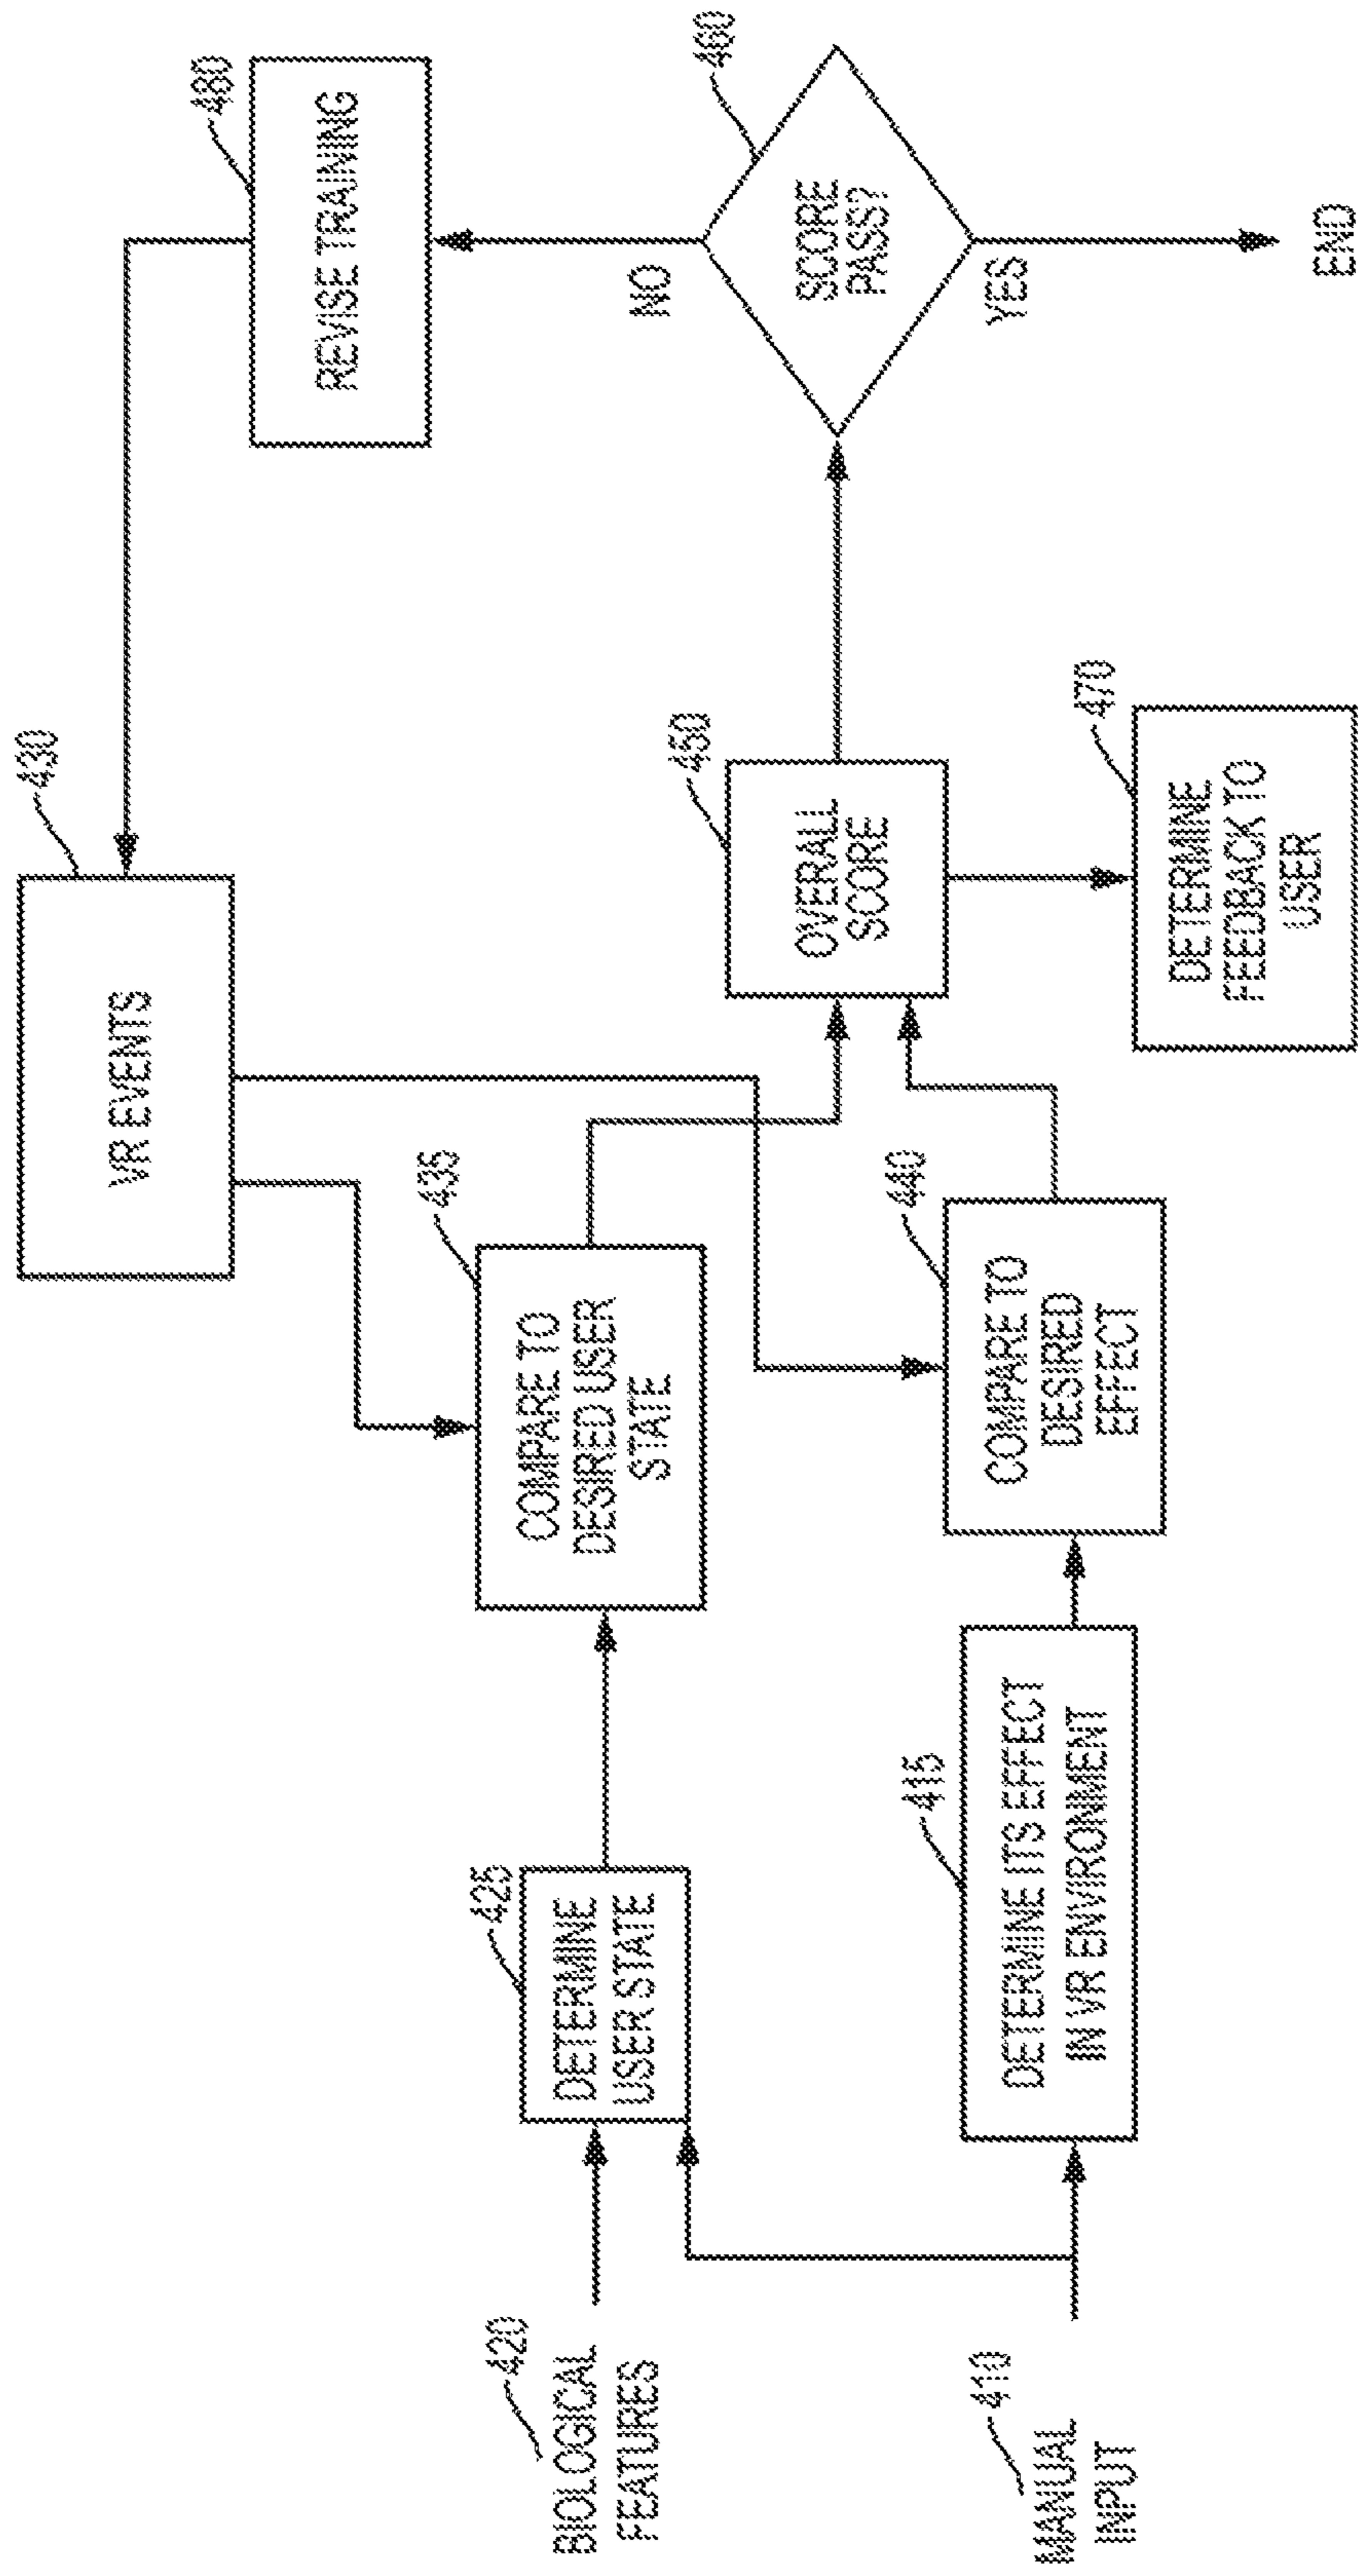 430
VR EVENTS
480
REVISE TRAINING
420
BIOLOGICAL
FEATURES
425
DETERMINE
USER STATE
435
COMPARE TO
DESIRED USER
STATE
450
OVERALL
SCORE
460
SCORE
PASS?
NO
YES
END
410
MANUAL
INPUT
415
DETERMINE ITS EFFECT
IN VR ENVIRONMENT
440
COMPARE TO
DESIRED
EFFECT
470
DETERMINE
FEEDBACK TO
USER